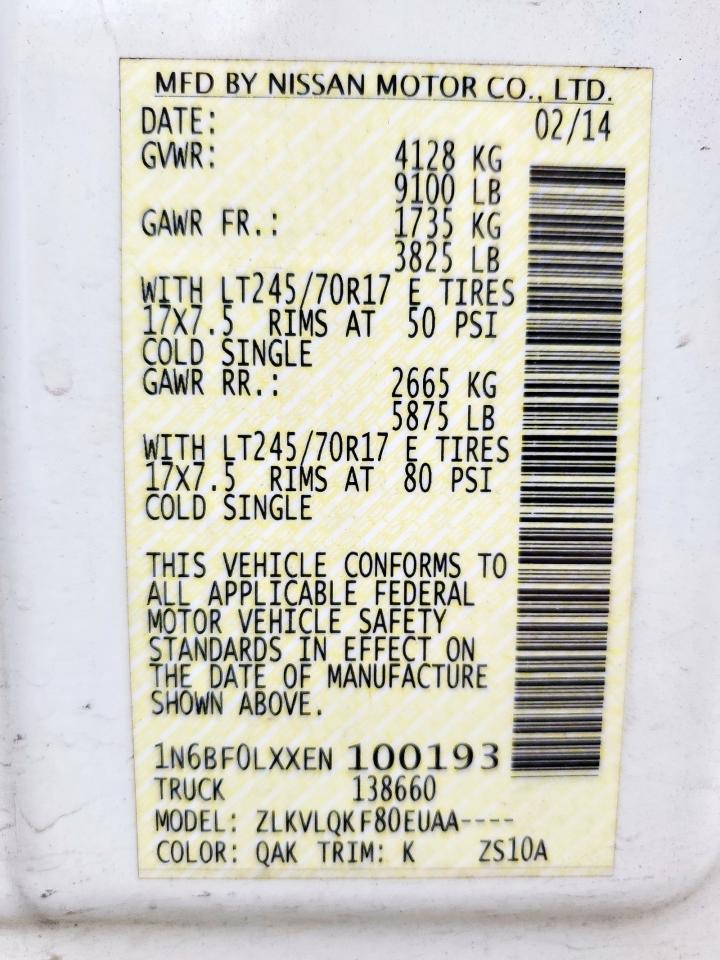 MFD BY NISSAN MOTOR CO., LTD.
DATE: 02/14
GVWR: 4128 KG
9100 LB
GAWR FR.: 1735 KG
3825 LB
WITH LT245/70R17 E TIRES
17X7.5 RIMS AT 50 PSI
COLD SINGLE
GAWR RR.: 2665 KG
5875 LB
WITH LT245/70R17 E TIRES
17X7.5 RIMS AT 80 PSI
COLD SINGLE
THIS VEHICLE CONFORMS TO
ALL APPLICABLE FEDERAL
MOTOR VEHICLE SAFETY
STANDARDS IN EFFECT ON
THE DATE OF MANUFACTURE
SHOWN ABOVE.
1N6BF0LXXEN 100193
TRUCK 138660
MODEL: ZLKVLQKF80EUAA----
COLOR: QAK TRIM: K ZS10A